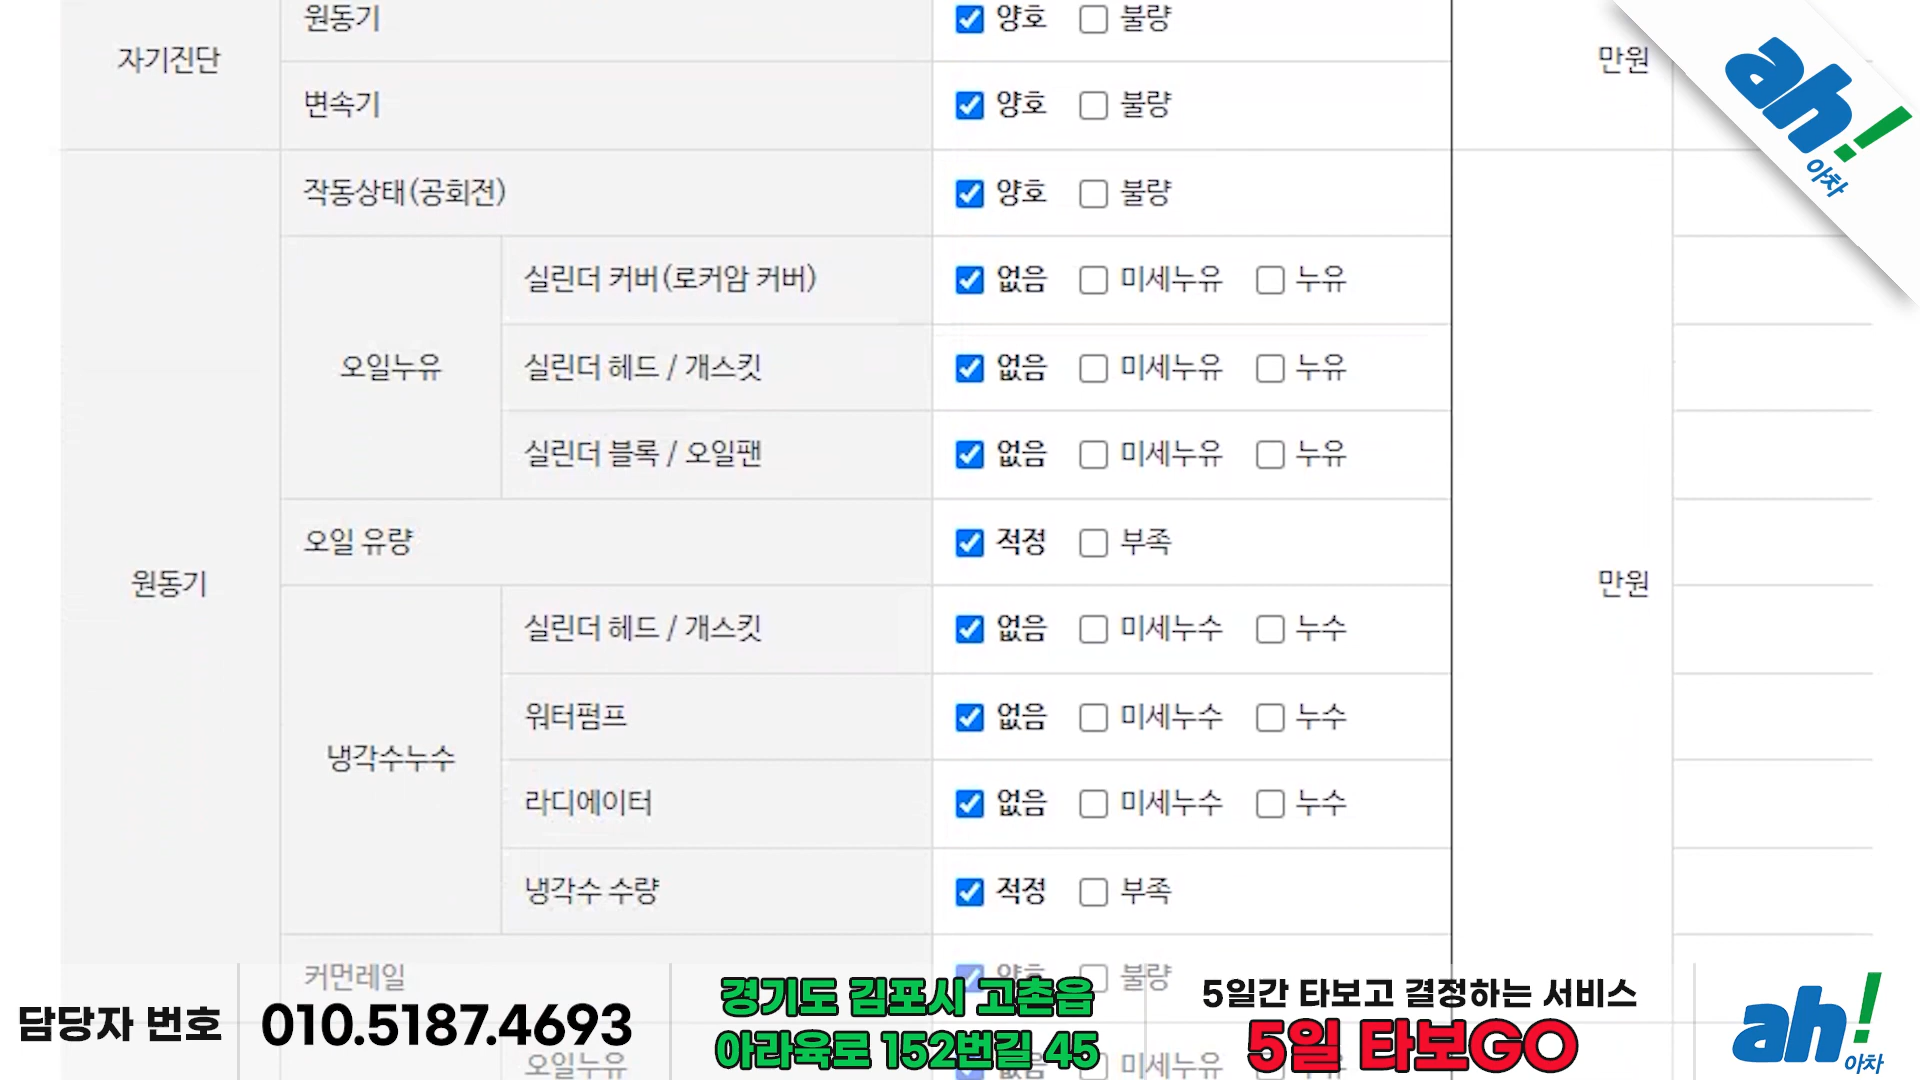 자기진단
원동기
양호
불량
만원
변속기
양호
불량
ah!
아차
원동기
작동상태(공회전)
양호
불량
오일누유
실린더 커버(로커암 커버)
없음
미세누유
누유
실린더 헤드 / 개스킷
없음
미세누유
누유
실린더 블록 / 오일팬
없음
미세누유
누유
오일 유량
적정
부족
만원
냉각수누수
실린더 헤드 / 개스킷
없음
미세누수
누수
워터펌프
없음
미세누수
누수
라디에이터
없음
미세누수
누수
냉각수 수량
적정
부족
커먼레일
양호
불량
오일누유
없음
미세누유
누유
담당자 번호
010.5187.4693
경기도 김포시 고촌읍
아라육로 152번길 45
5일간 타보고 결정하는 서비스
5일 타보GO
ah!
아차